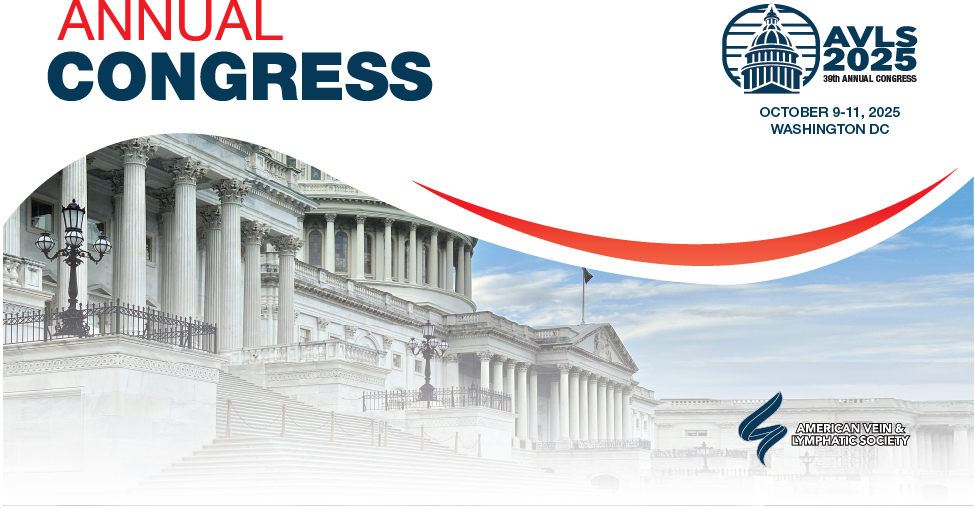 ANNUAL
CONGRESS
AVLS
2025
39th ANNUAL CONGRESS
OCTOBER 9-11, 2025
WASHINGTON DC
AMERICAN VEIN &
LYMPHATIC SOCIETY